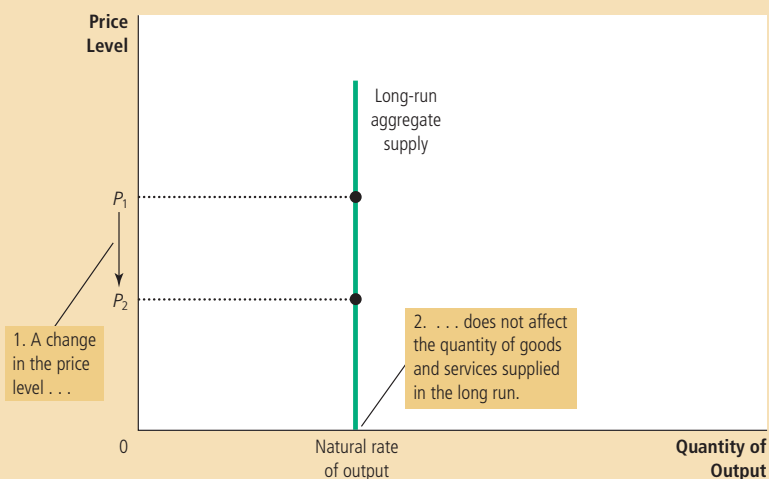 Price
Level
Long-run
aggregate
supply
P1
P2
1. A change
in the price
level . . .
2. . . . does not affect
the quantity of goods
and services supplied
in the long run.
0
Natural rate
of output
Quantity of
Output